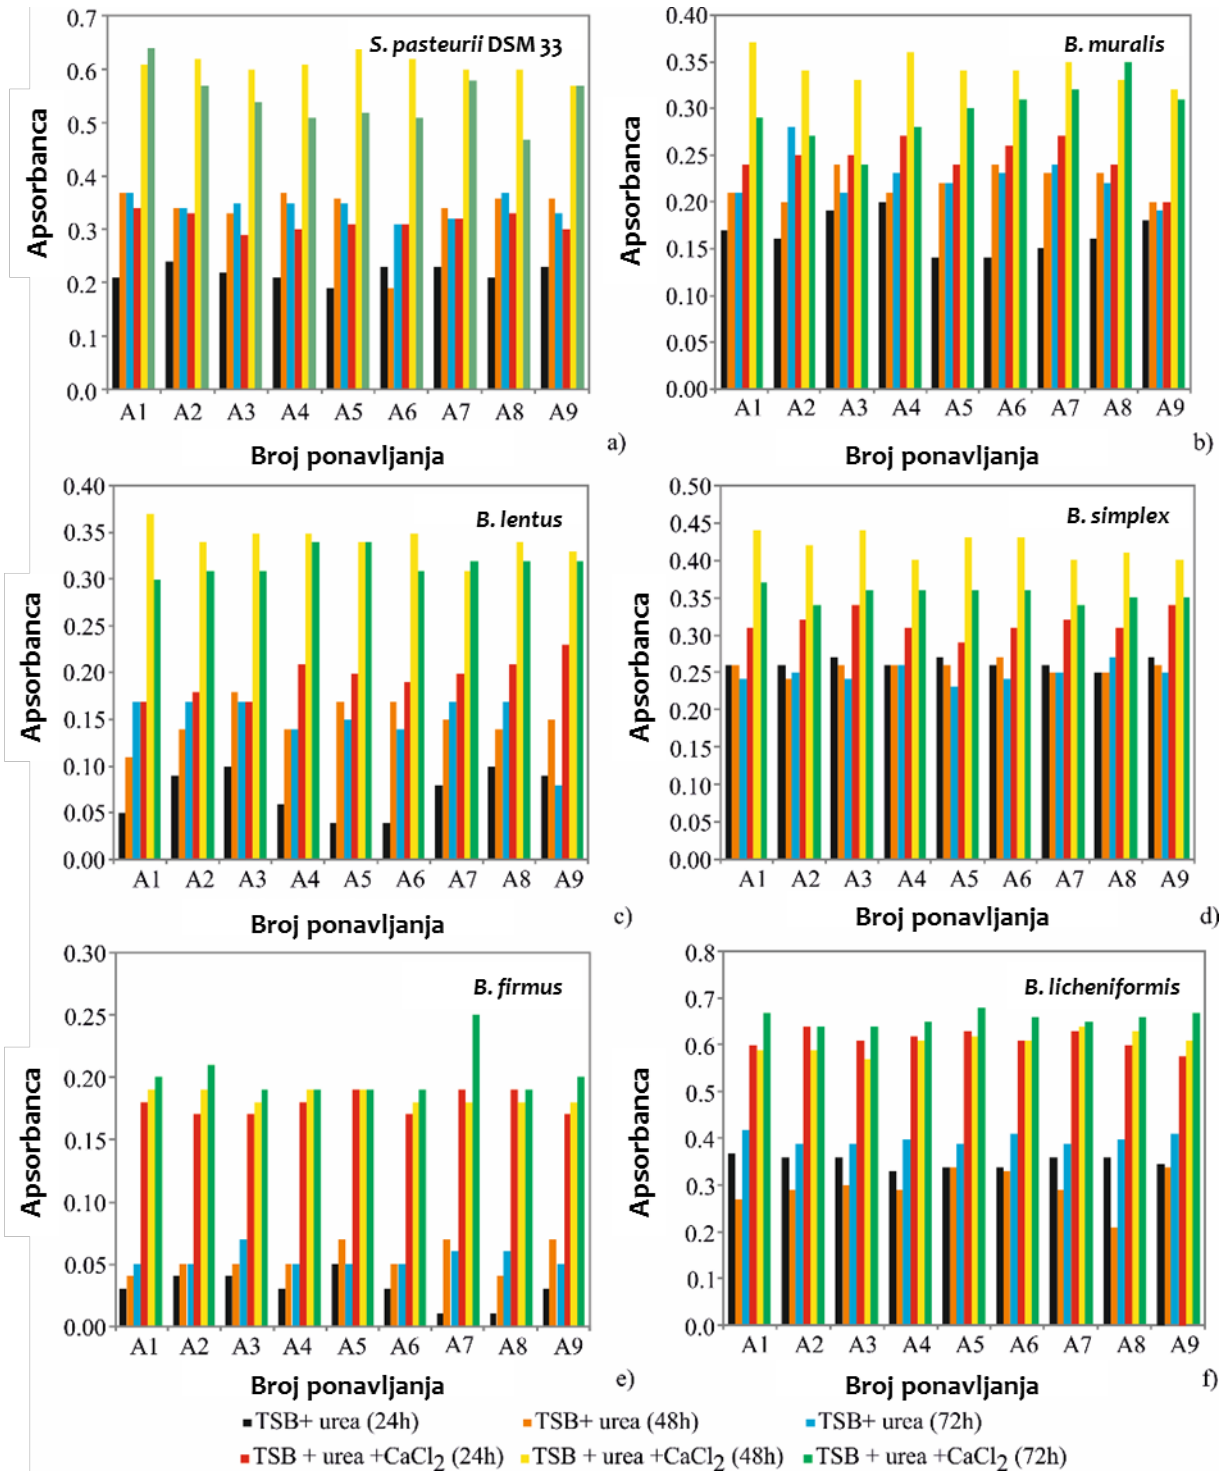 S. pasteurii DSM 33
0.7
0.6
0.5
0.4
0.3
0.2
0.1
0.0
Apsorbanca
A1 A2 A3 A4 A5 A6 A7 A8 A9
Broj ponavljanja
a)
B. muralis
0.40
0.35
0.30
0.25
0.20
0.15
0.10
0.05
0.00
Apsorbanca
A1 A2 A3 A4 A5 A6 A7 A8 A9
Broj ponavljanja
b)
B. lentus
0.40
0.35
0.30
0.25
0.20
0.15
0.10
0.05
0.00
Apsorbanca
A1 A2 A3 A4 A5 A6 A7 A8 A9
Broj ponavljanja
c)
B. simplex
0.50
0.45
0.40
0.35
0.30
0.25
0.20
0.15
0.10
0.05
0.00
Apsorbanca
A1 A2 A3 A4 A5 A6 A7 A8 A9
Broj ponavljanja
d)
B. firmus
0.30
0.25
0.20
0.15
0.10
0.05
0.00
Apsorbanca
A1 A2 A3 A4 A5 A6 A7 A8 A9
Broj ponavljanja
e)
B. licheniformis
0.8
0.7
0.6
0.5
0.4
0.3
0.2
0.1
0.0
Apsorbanca
A1 A2 A3 A4 A5 A6 A7 A8 A9
Broj ponavljanja
f)
TSB+ urea (24h) TSB+ urea (48h) TSB+ urea (72h)
TSB + urea +CaCl₂ (24h) TSB + urea +CaCl₂ (48h) TSB + urea +CaCl₂ (72h)